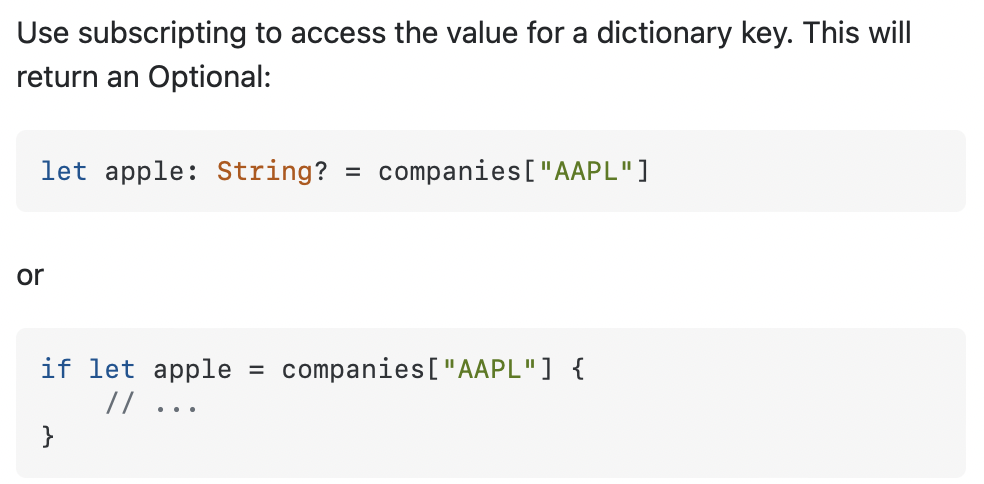 Use subscripting to access the value for a dictionary key. This will
return an Optional:
let apple: String? = companies["AAPL"]
or
if let apple = companies["AAPL"] {
    // ...
}